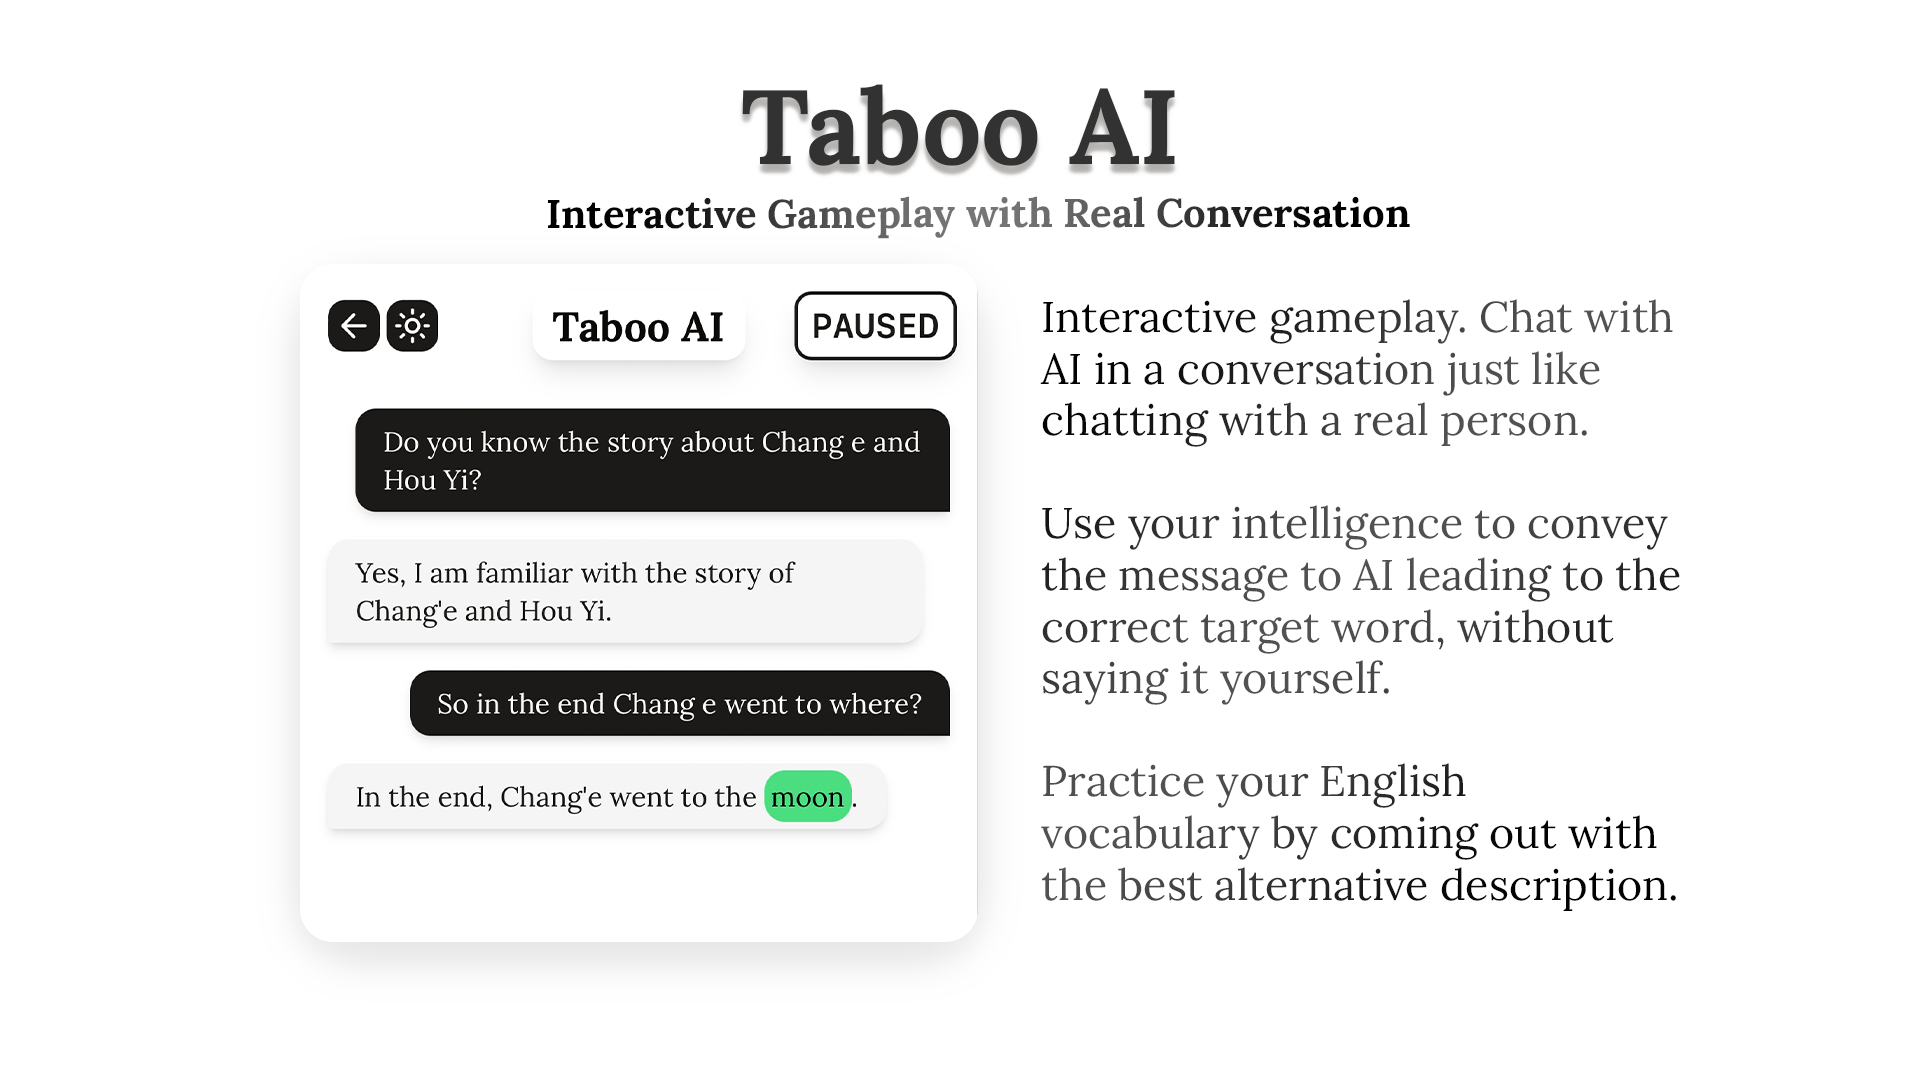 Taboo AI
Interactive Gameplay with Real Conversation
Taboo AI
PAUSED
Do you know the story about Chang e and
Hou Yi?
Yes, I am familiar with the story of
Chang'e and Hou Yi.
So in the end Chang e went to where?
In the end, Chang'e went to the moon.
Interactive gameplay. Chat with
AI in a conversation just like
chatting with a real person.
Use your intelligence to convey
the message to AI leading to the
correct target word, without
saying it yourself.
Practice your English
vocabulary by coming out with
the best alternative description.